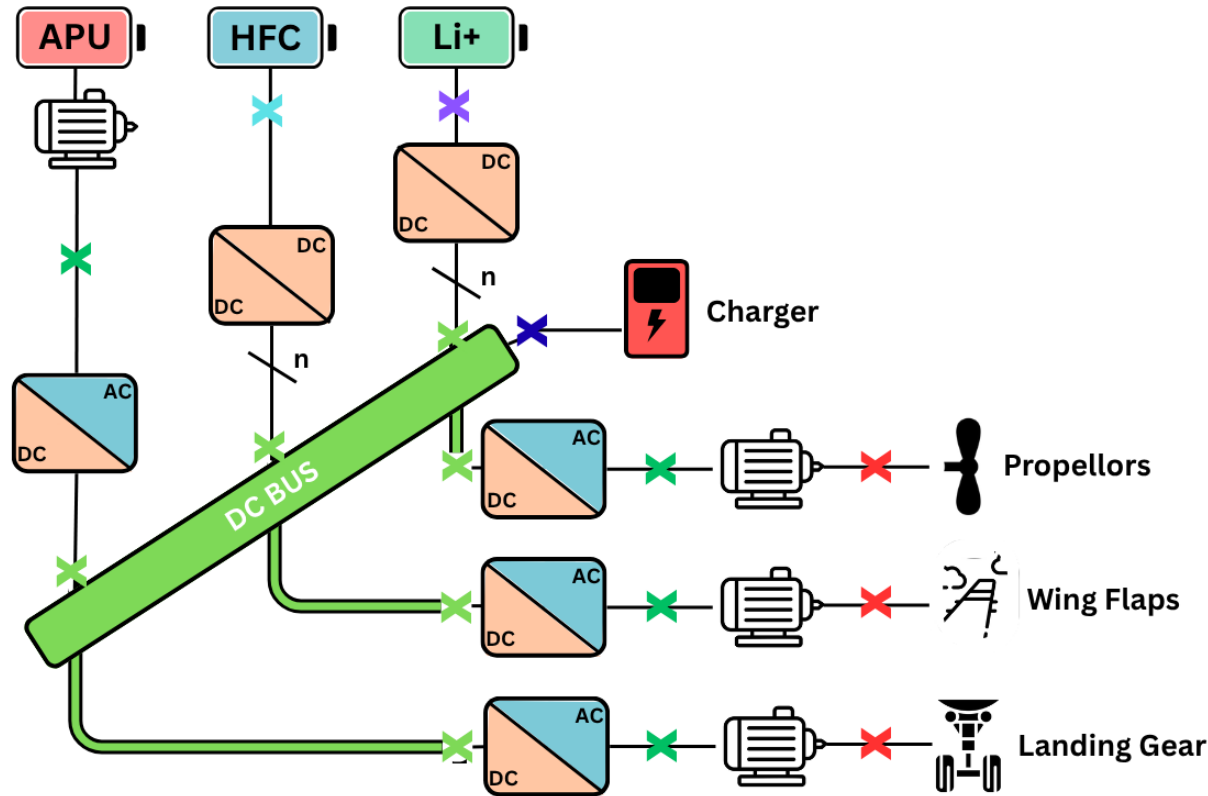 APU
HFC
Li+
DC
DC
DC
DC
n
n
Charger
AC
DC
DC BUS
AC
DC
Propellors
AC
DC
Wing Flaps
AC
DC
Landing Gear